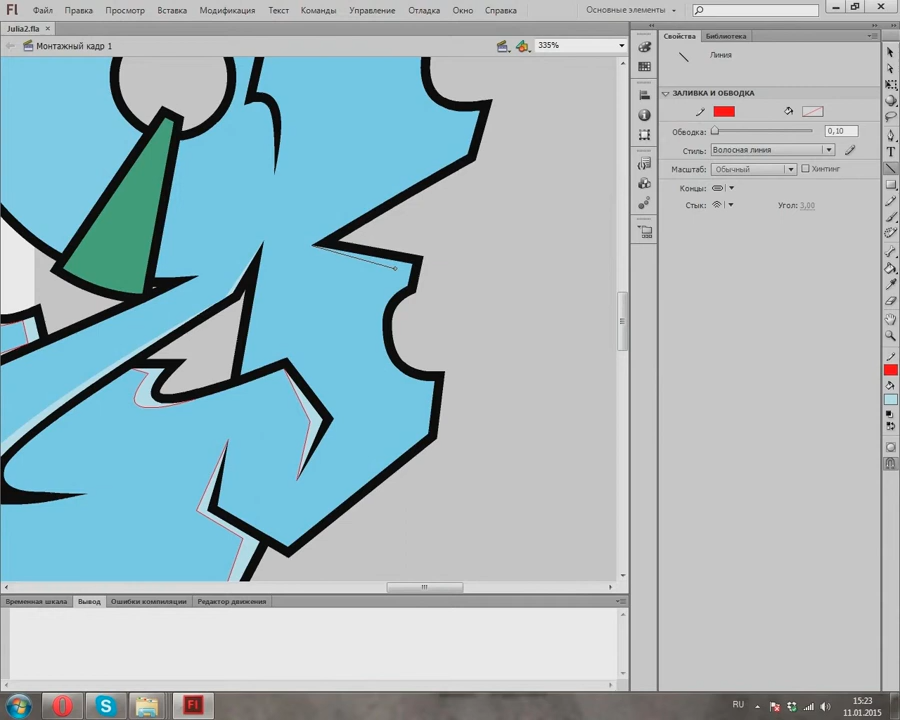 Fl Файл Правка Просмотр Вставка Модификация Текст Команды Управление Отладка Окно Справка Основные элементы
Julia2.fla
Монтажный кадр 1 335%
Свойства Библиотека
Линия
ЗАЛИВКА И ОБВОДКА
Обводка: 0,10
Стиль: Волосная линия
Масштаб: Обычный Хинтинг
Концы:
Стык: Угол: 3,00
Временная шкала Вывод Ошибки компиляции Редактор движения
RU 15:23
11.01.2015